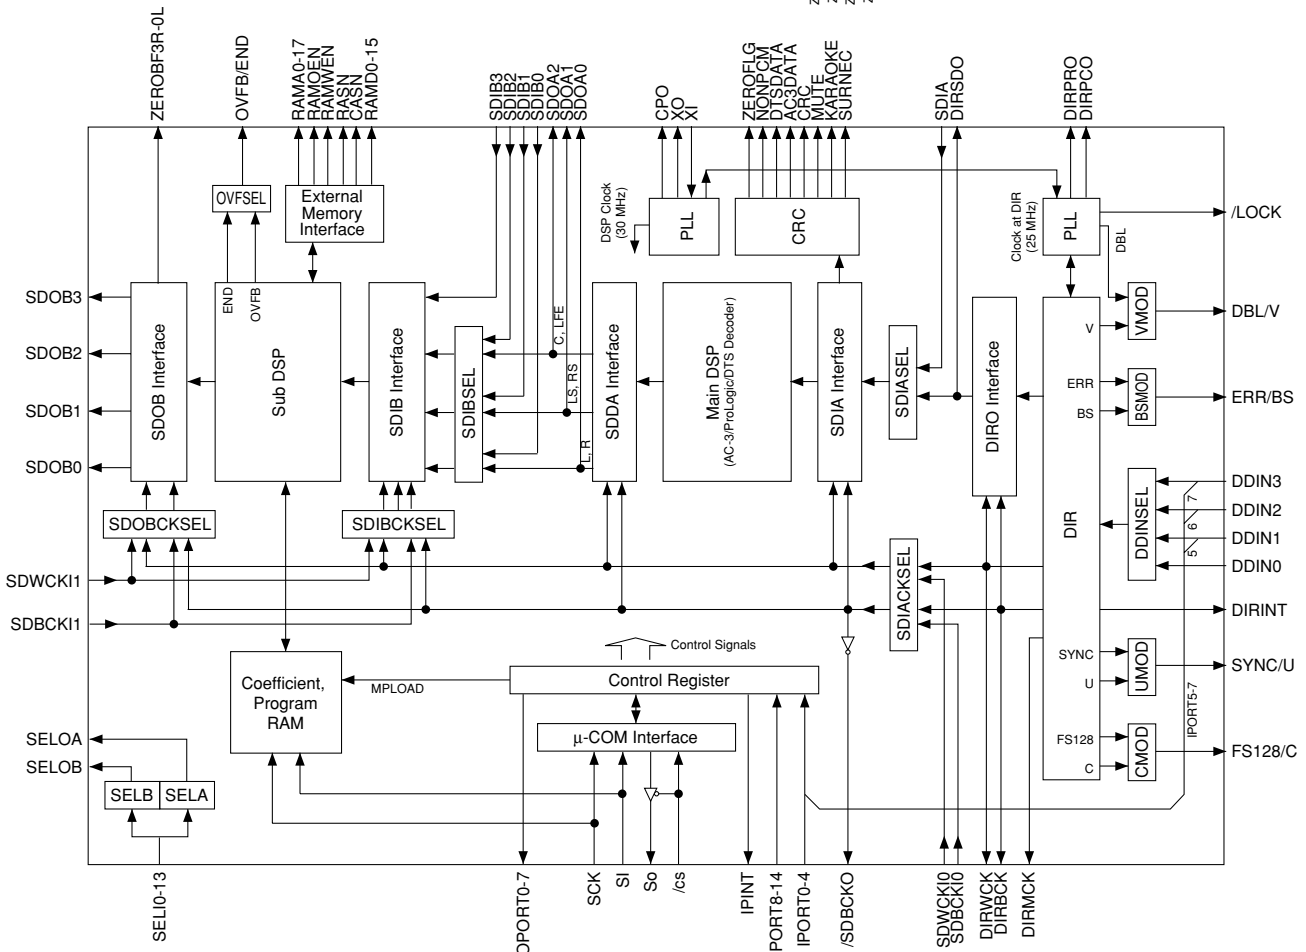 ZEROBF3R-0L
OVFB/END
RAMA0-17
RAMOEN
RAMWEN
RASN
CASN
RAMD0-15
SDIB3
SDIB2
SDIB1
SDIB0
SDOA2
SDOA1
SDOA0
CPO
XO
XI
ZEROFLG
NONPCM
DTSDATA
AC3DATA
CRC
MUTE
KARAOKE
SURNEC
SDIA
DIRSDO
DIRPRO
DIRPCO
OVFSEL
External
Memory
Interface
DSP Clock
(30 MHz)
PLL
CRC
Clock at DIR
(25 MHz)
PLL
DBL
/LOCK
SDOB3
SDOB2
SDOB1
SDOB0
SDOB Interface
END
OVFB
Sub DSP
SDIB Interface
SDIBSEL
C, LFE
LS, RS
L, R
SDDA Interface
Main DSP
(AC-3/ProLogic/DTS Decoder)
SDIA Interface
SDIASEL
DIRO Interface
DIR
V
VMOD
DBL/V
ERR
BS
BSMOD
ERR/BS
DDINSEL
DDIN3
7
DDIN2
6
DDIN1
5
DDIN0
SDOBCKSEL
SDIBCKSEL
SDIACKSEL
SDWCKI1
SDBCKI1
DIRINT
Control Signals
Coefficient,
Program
RAM
MPLOAD
Control Register
μ-COM Interface
SYNC
U
UMOD
SYNC/U
IPORT5-7
FS128
C
CMOD
FS128/C
SELOA
SELOB
SELB
SELA
SELI0-13
OPORT0-7
SCK
SI
So
/cs
IPINT
PORT8-14
IPORT0-4
/SDBCKO
SDWCKI0
SDBCKI0
DIRWCK
DIRBCK
DIRMCK